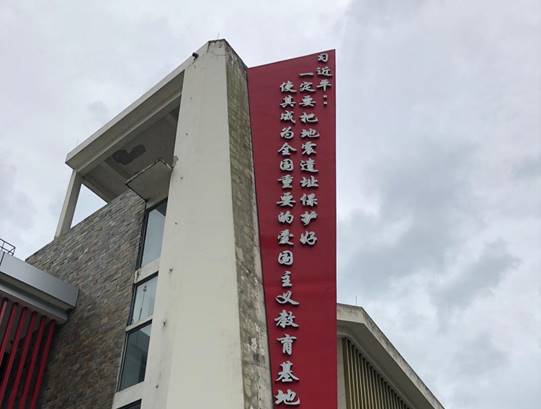 习近平：
一定要把地震遗址保护好
使其成为全国重要的爱国主义教育基地